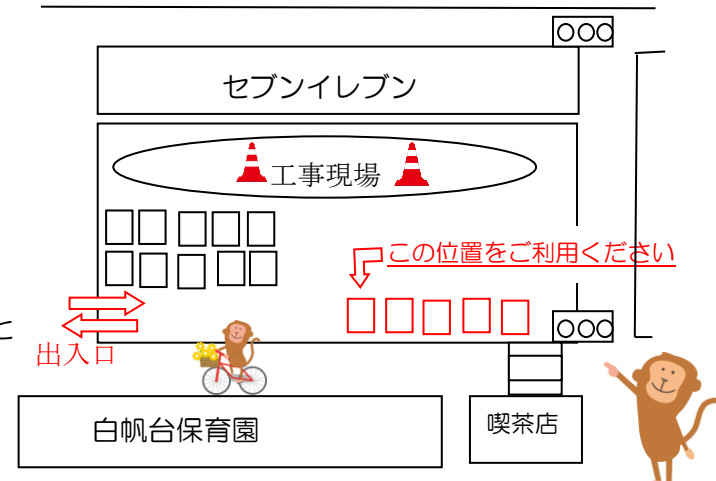 セブンイレブン
工事現場
この位置をご利用ください
出入口
白帆台保育園
喫茶店